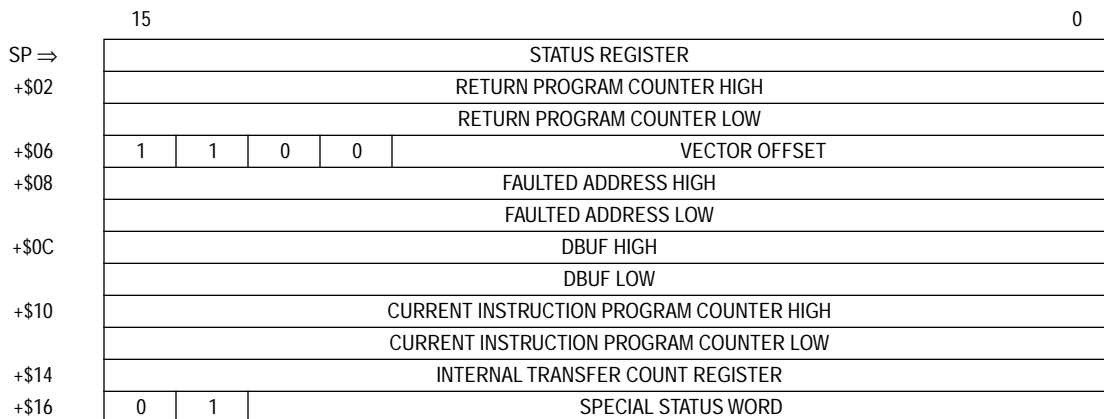 15 0
SP ⇒ STATUS REGISTER
+$02 RETURN PROGRAM COUNTER HIGH
RETURN PROGRAM COUNTER LOW
+$06 1 1 0 0 VECTOR OFFSET
+$08 FAULTED ADDRESS HIGH
FAULTED ADDRESS LOW
+$0C DBUF HIGH
DBUF LOW
+$10 CURRENT INSTRUCTION PROGRAM COUNTER HIGH
CURRENT INSTRUCTION PROGRAM COUNTER LOW
+$14 INTERNAL TRANSFER COUNT REGISTER
+$16 0 1 SPECIAL STATUS WORD